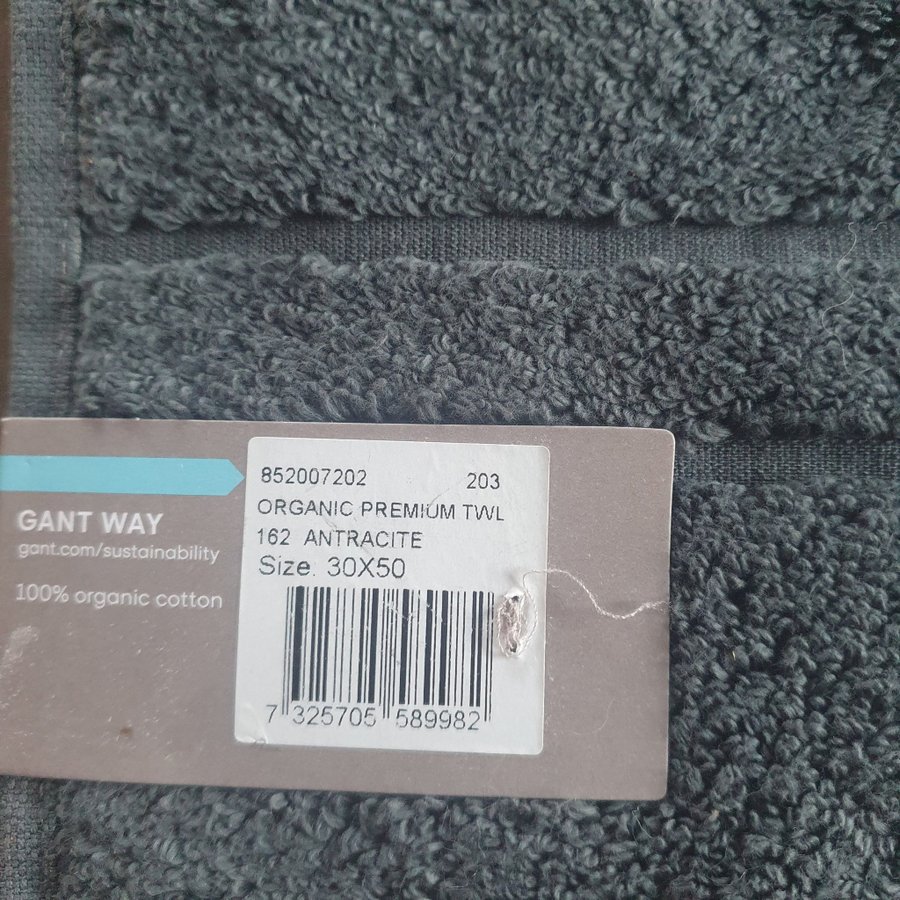 GANT WAY
gant.com/sustainability
100% organic cotton
852007202 203
ORGANIC PREMIUM TWL
162 ANTRACITE
Size. 30X50
7 325705 589982